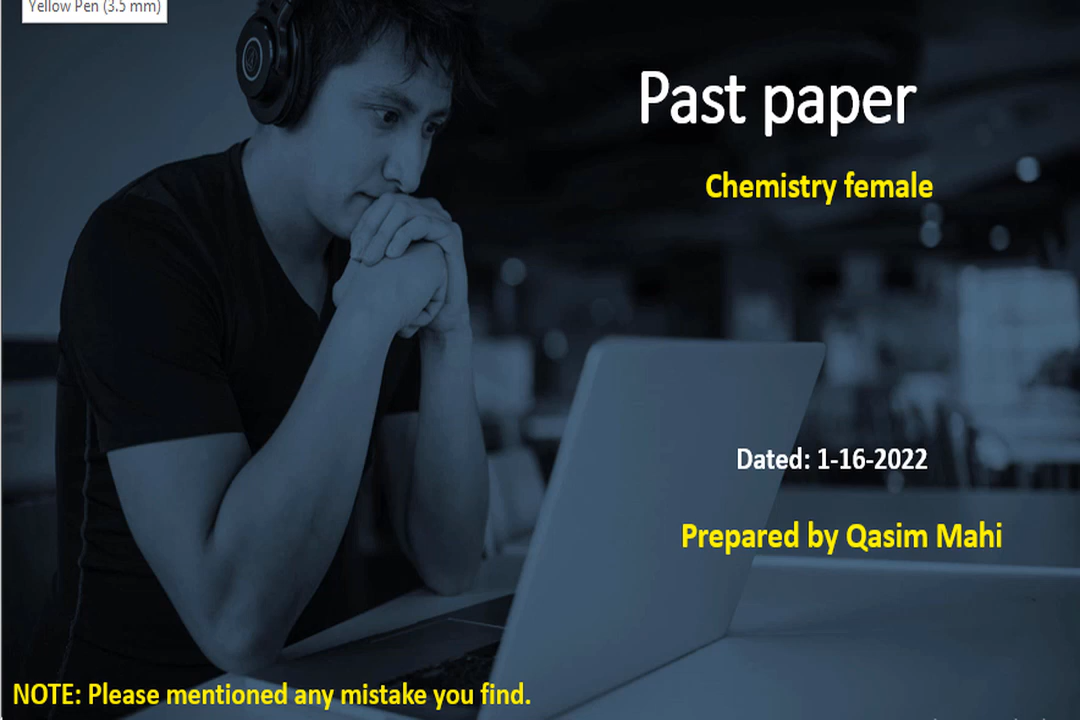 Yellow Pen (3.5 mm)
Past paper
Chemistry female
Dated: 1-16-2022
Prepared by Qasim Mahi
NOTE: Please mentioned any mistake you find.